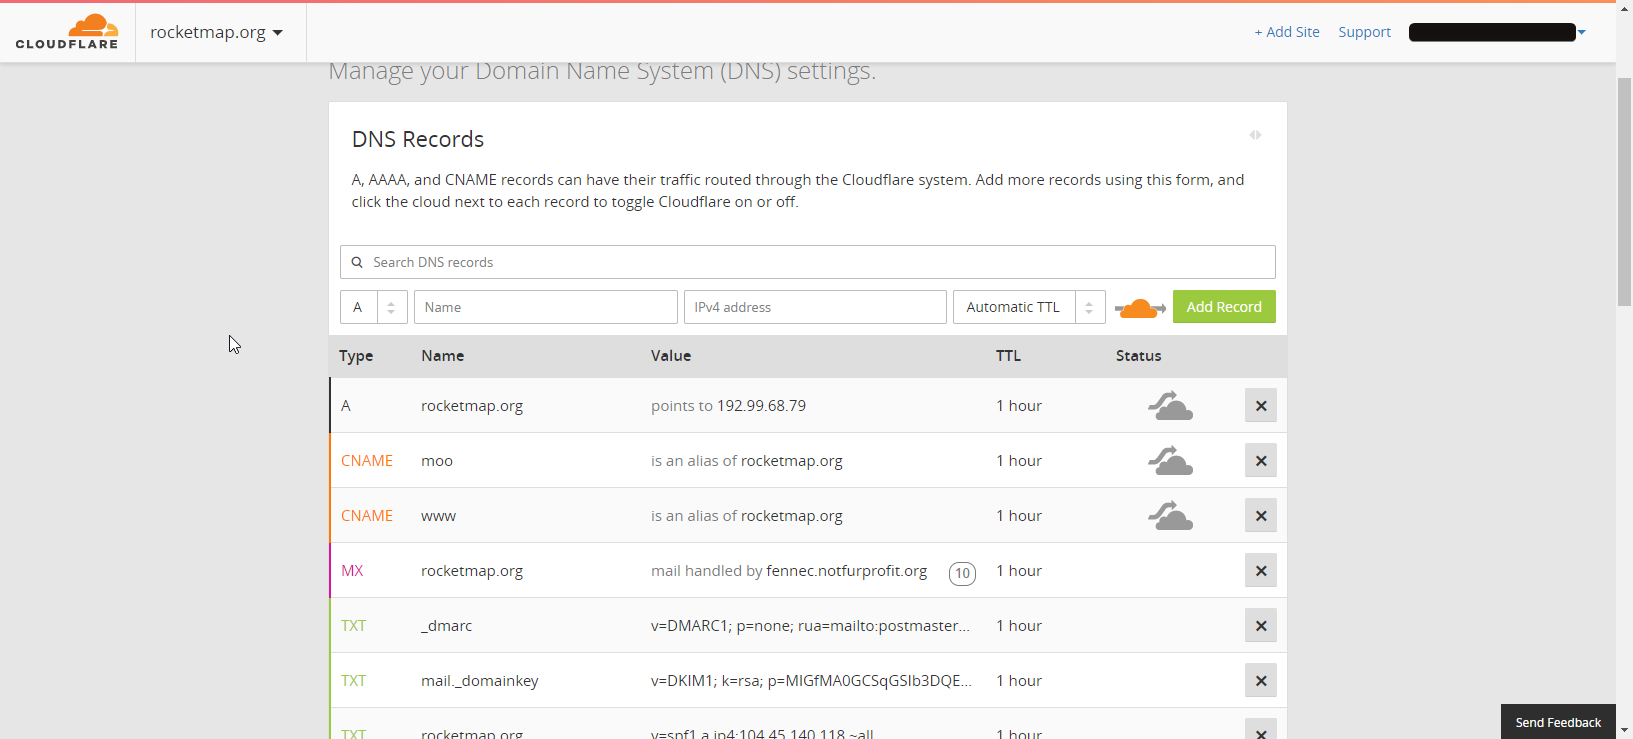 CLOUDFLARE
rocketmap.org
+ Add Site Support
Manage your Domain Name System (DNS) settings.
DNS Records
A, AAAA, and CNAME records can have their traffic routed through the Cloudflare system. Add more records using this form, and
click the cloud next to each record to toggle Cloudflare on or off.
Search DNS records
A Name IPv4 address Automatic TTL Add Record
Type Name Value TTL Status
A rocketmap.org points to 192.99.68.79 1 hour
CNAME moo is an alias of rocketmap.org 1 hour
CNAME www is an alias of rocketmap.org 1 hour
MX rocketmap.org mail handled by fennec.notfurprofit.org 10 1 hour
TXT _dmarc v=DMARC1; p=none; rua=mailto:postmaster... 1 hour
TXT mail._domainkey v=DKIM1; k=rsa; p=MIGfMA0GCSqGSIb3DQE... 1 hour
TXT rocketmap.org v=spf1 a ip4:104.45.140.118 ~all 1 hour
Send Feedback